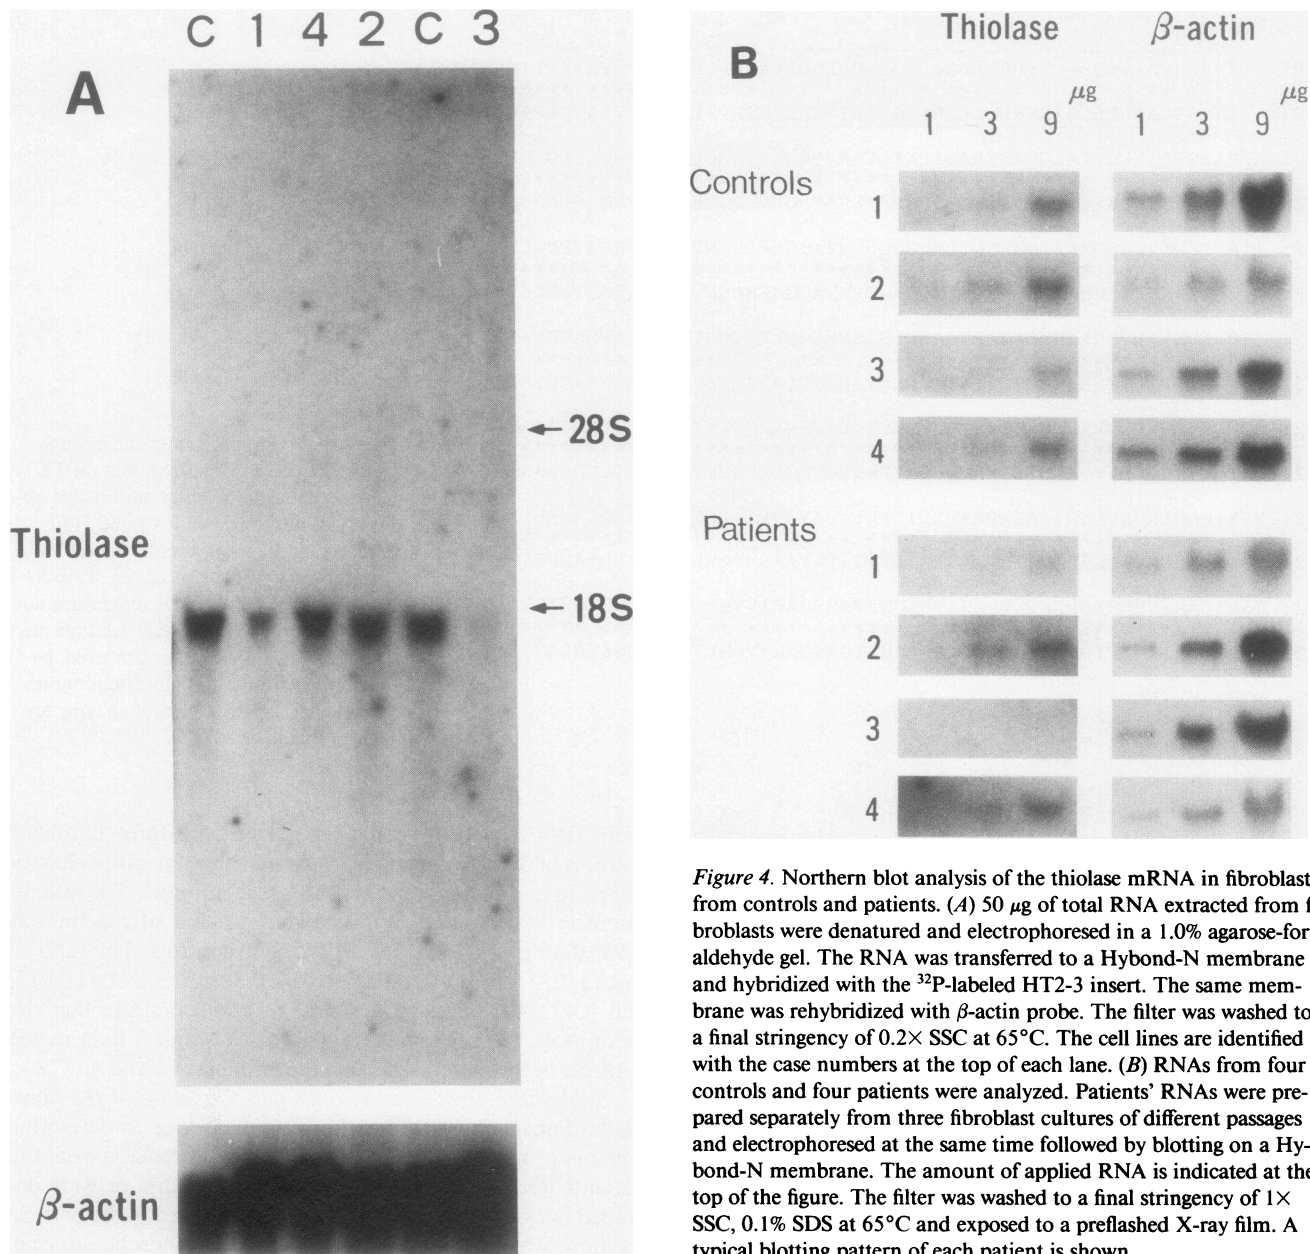 C 1 4 2 C 3
A
28S
Thiolase
18S
β-actin
Thiolase β-actin
B
μg μg
1 3 9 1 3 9
Controls
1
2
3
4
Patients
1
2
3
4
Figure 4. Northern blot analysis of the thiolase mRNA in fibroblast
from controls and patients. (A) 50 μg of total RNA extracted from f
broblasts were denatured and electrophoresed in a 1.0% agarose-for
aldehyde gel. The RNA was transferred to a Hybond-N membrane
and hybridized with the ³²P-labeled HT2-3 insert. The same mem-
brane was rehybridized with β-actin probe. The filter was washed to
a final stringency of 0.2× SSC at 65°C. The cell lines are identified
with the case numbers at the top of each lane. (B) RNAs from four
controls and four patients were analyzed. Patients' RNAs were pre-
pared separately from three fibroblast cultures of different passages
and electrophoresed at the same time followed by blotting on a Hy-
bond-N membrane. The amount of applied RNA is indicated at the
top of the figure. The filter was washed to a final stringency of 1×
SSC, 0.1% SDS at 65°C and exposed to a preflashed X-ray film. A
typical blotting pattern of each patient is shown.